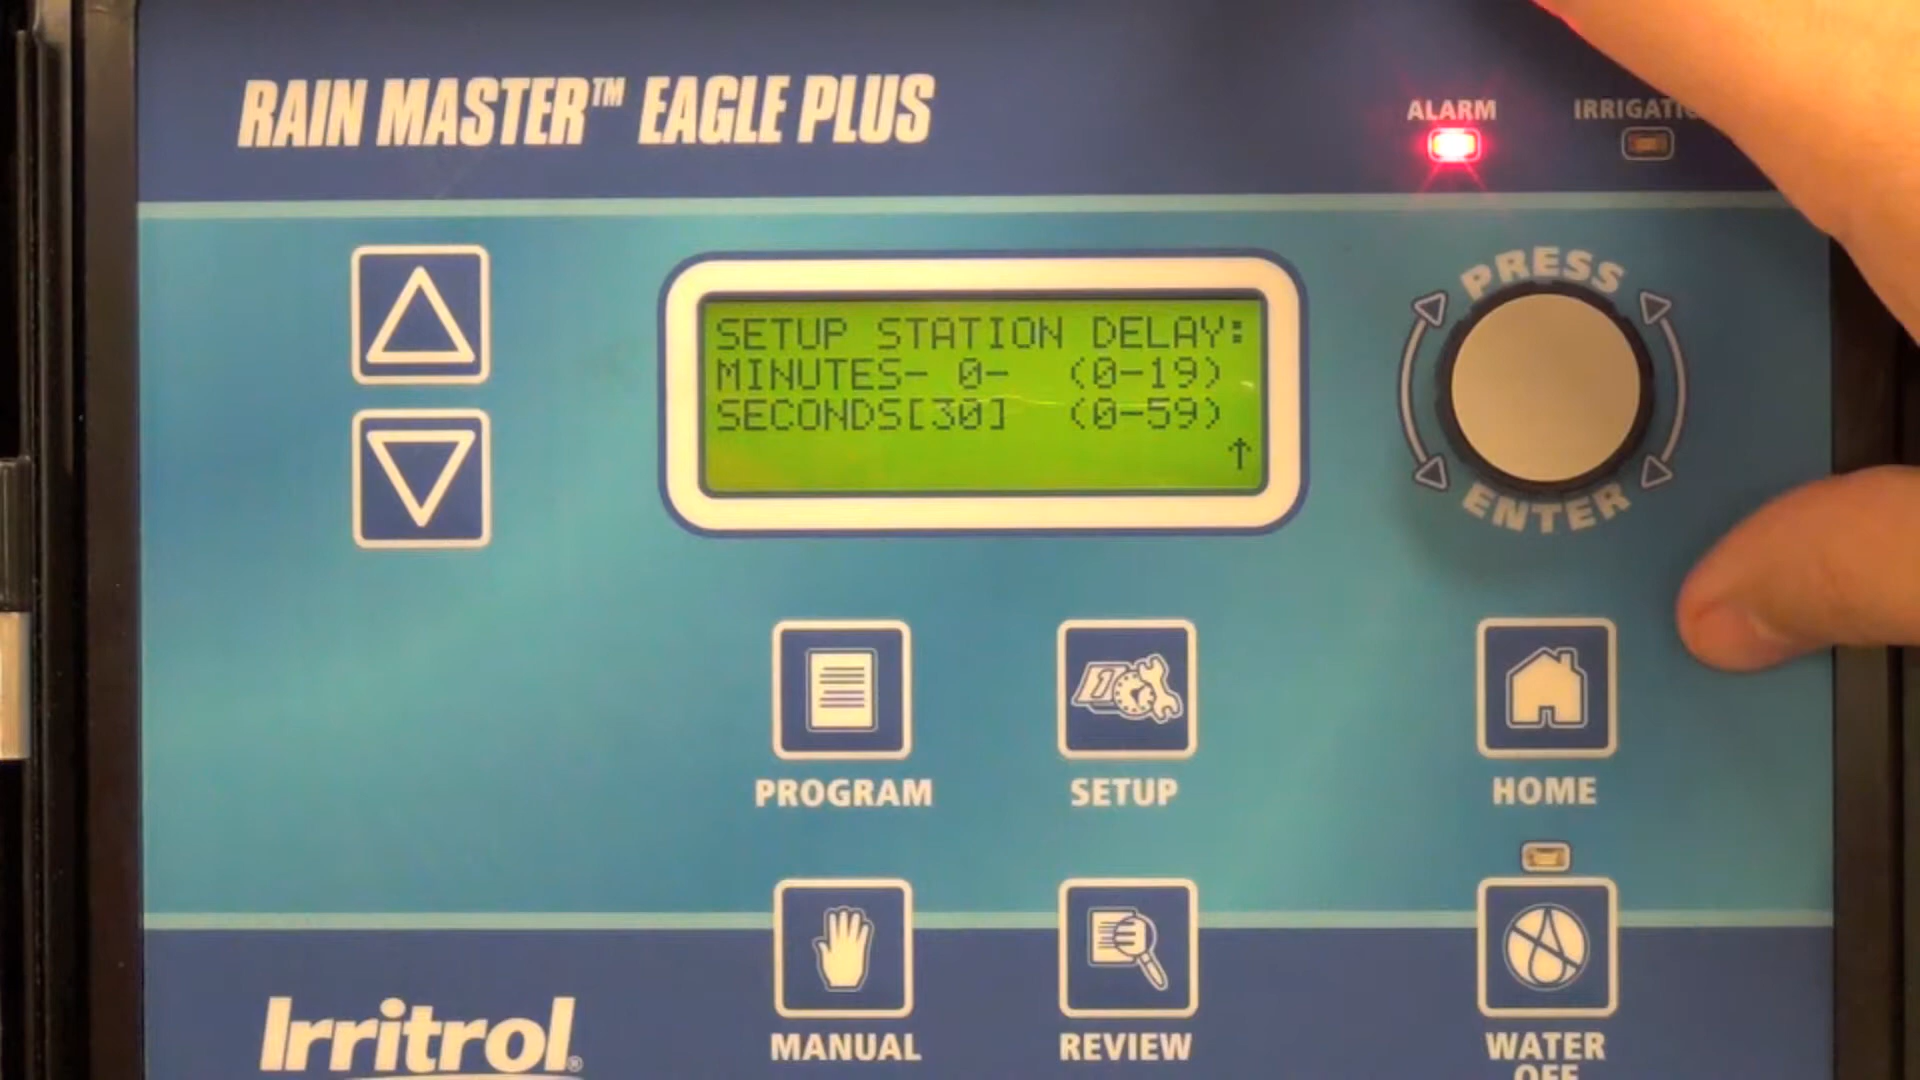 RAIN MASTER™ EAGLE PLUS
ALARM
PRESS
SETUP STATION DELAY:
MINUTES- 0- (0-19)
SECONDS[30] (0-59)
↑
ENTER
PROGRAM
SETUP
HOME
MANUAL
REVIEW
WATER
OFF
Irritrol®